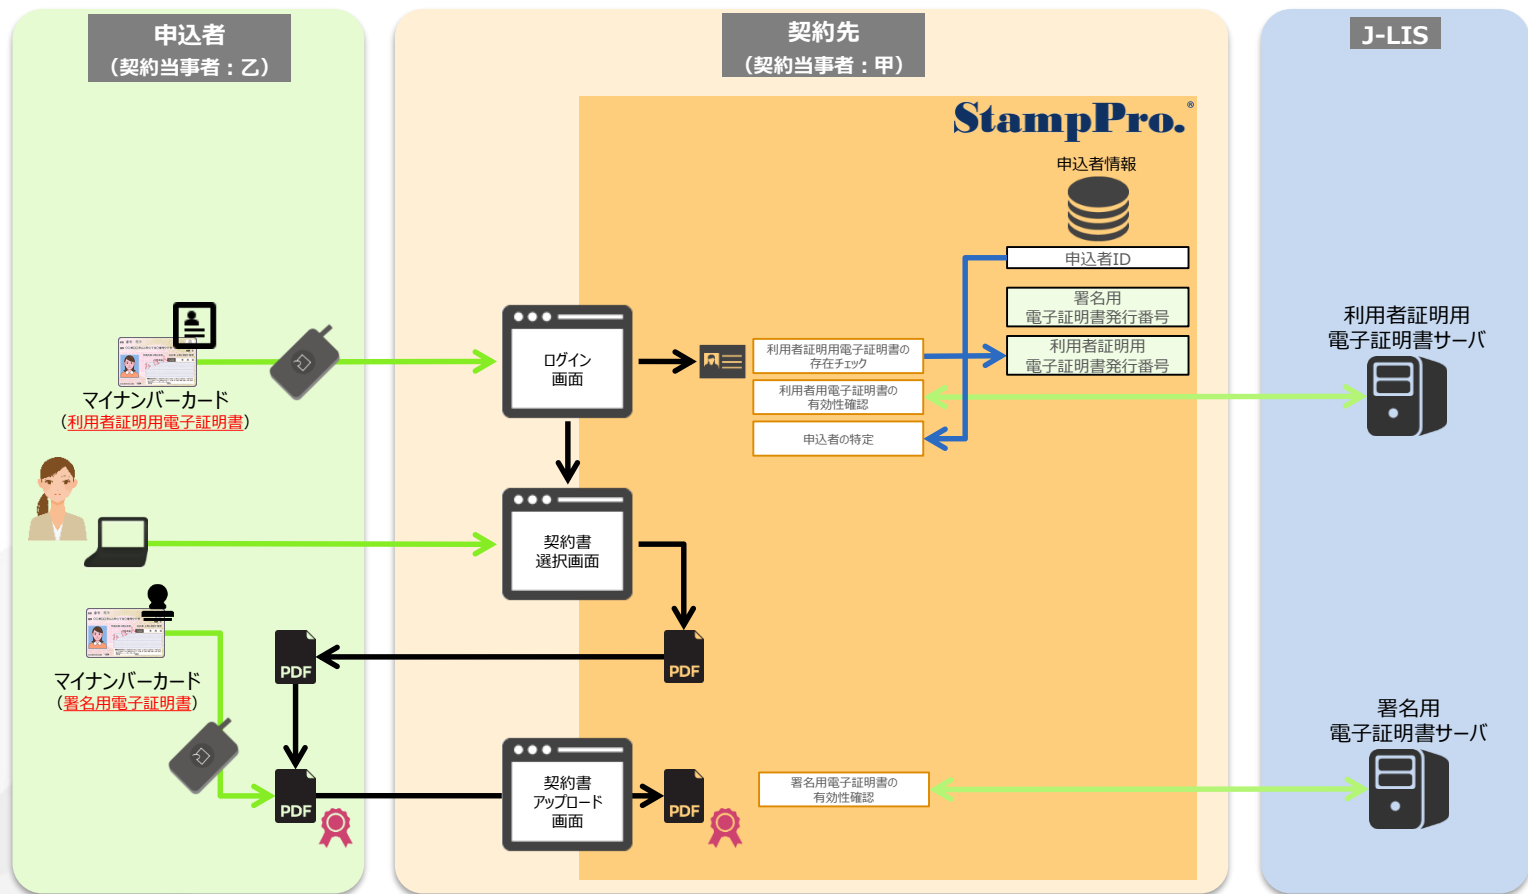 申込者
（契約当事者：乙）
契約先
（契約当事者：甲）
J-LIS
StampPro.®
申込者情報
申込者ID
署名用
電子証明書発行番号
利用者証明用
電子証明書発行番号
利用者証明用
電子証明書サーバ
ログイン
画面
利用者証明用電子証明書の
存在チェック
利用者用電子証明書の
有効性確認
申込者の特定
マイナンバーカード
（利用者証明用電子証明書）
契約書
選択画面
マイナンバーカード
（署名用電子証明書）
PDF
PDF
署名用
電子証明書サーバ
契約書
アップロード
画面
PDF
PDF
署名用電子証明書の
有効性確認